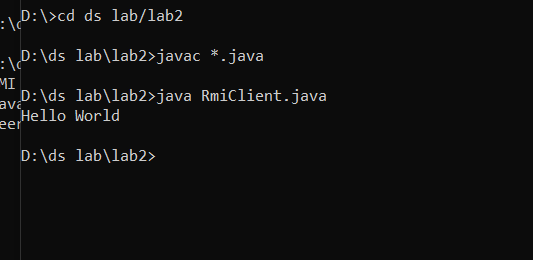 D:\>cd ds lab/lab2
D:\ds lab\lab2>javac *.java
D:\ds lab\lab2>java RmiClient.java
Hello World
D:\ds lab\lab2>